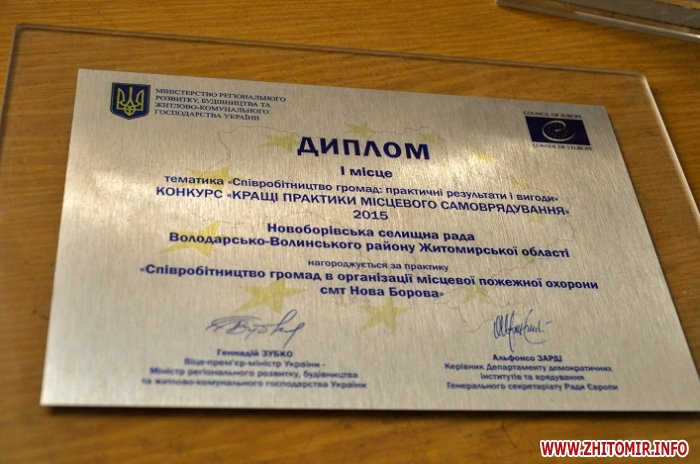 МІНІСТЕРСТВО РЕГІОНАЛЬНОГО
РОЗВИТКУ, БУДІВНИЦТВА ТА
ЖИТЛОВО-КОМУНАЛЬНОГО
ГОСПОДАРСТВА УКРАЇНИ
COUNCIL OF EUROPE
CONSEIL DE L'EUROPE
ДИПЛОМ
І місце
тематика «Співробітництво громад: практичні результати і вигоди»
КОНКУРС «КРАЩІ ПРАКТИКИ МІСЦЕВОГО САМОВРЯДУВАННЯ»
2015
Новоборівська селищна рада
Володарсько-Волинського району Житомирської області
нагороджується за практику
«Співробітництво громад в організації місцевої пожежної охорони
смт Нова Борова»
Геннадій ЗУБКО
Віце-прем'єр-міністр України -
Міністр регіонального розвитку, будівництва
та житлово-комунального господарства України
Альфонсо ЗАРДІ
Керівник Департаменту демократичних
інститутів та врядування
Генерального секретаріату Ради Європи
WWW.ZHITOMIR.INFO